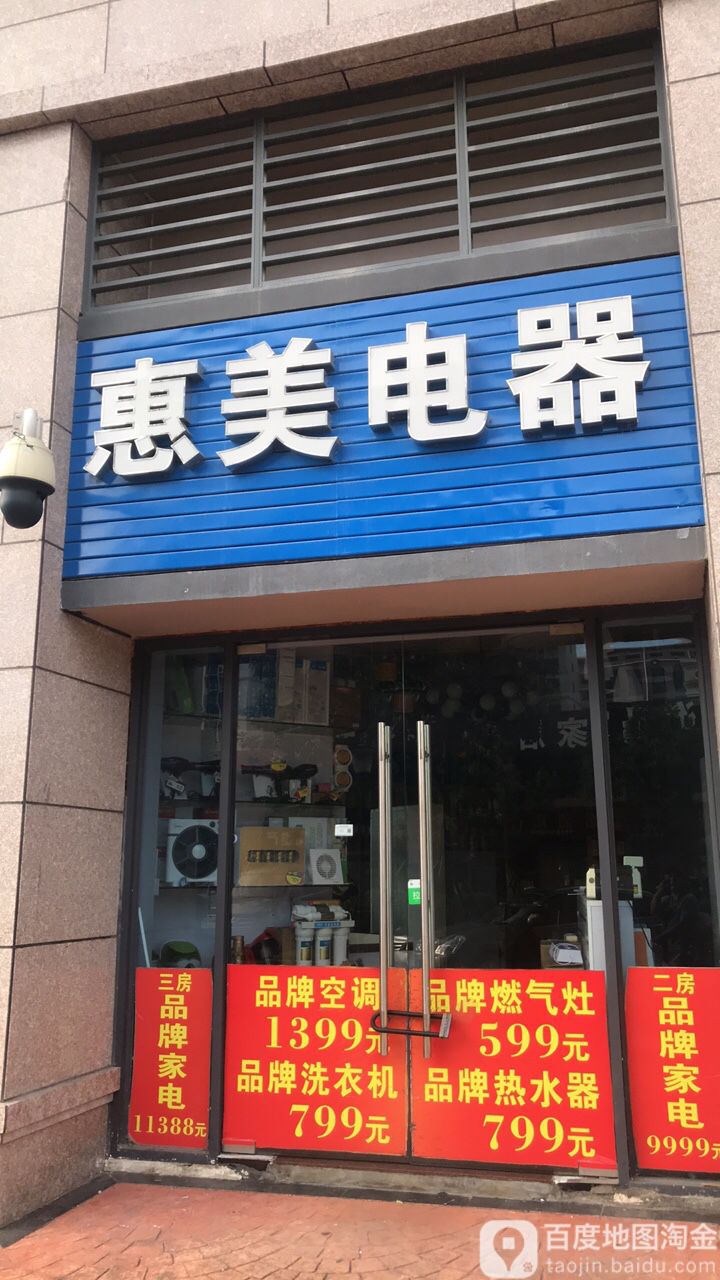 惠美电器
三房
品牌家电
11388元
品牌空调
1399元
品牌洗衣机
799元
品牌燃气灶
599元
品牌热水器
799元
二房
品牌家电
9999元
拉
百度地图淘金
taojin.baidu.com